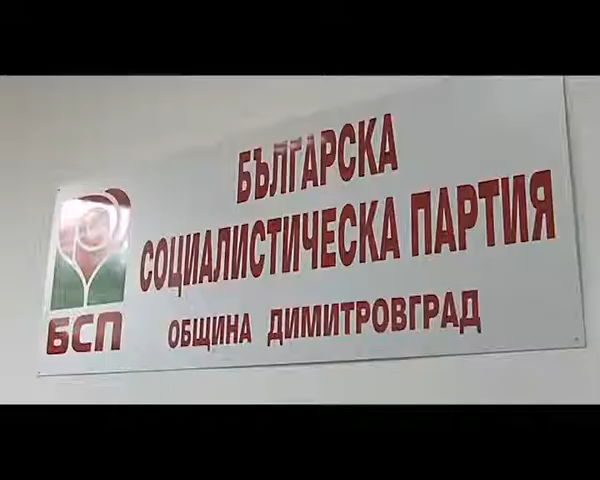 БЪЛГАРСКА
СОЦИАЛИСТИЧЕСКА ПАРТИЯ
БСП
ОБЩИНА ДИМИТРОВГРАД